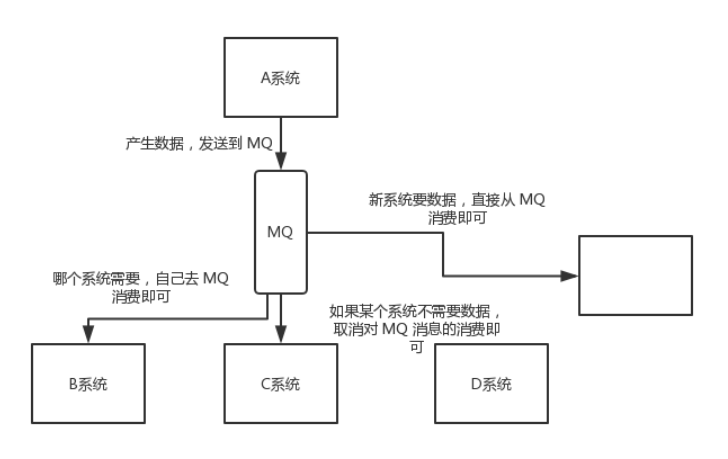 A系统
产生数据，发送到 MQ
MQ
新系统要数据，直接从 MQ
消费即可
哪个系统需要，自己去 MQ
消费即可
如果某个系统不需要数据，
取消对 MQ 消息的消费即
可
B系统
C系统
D系统